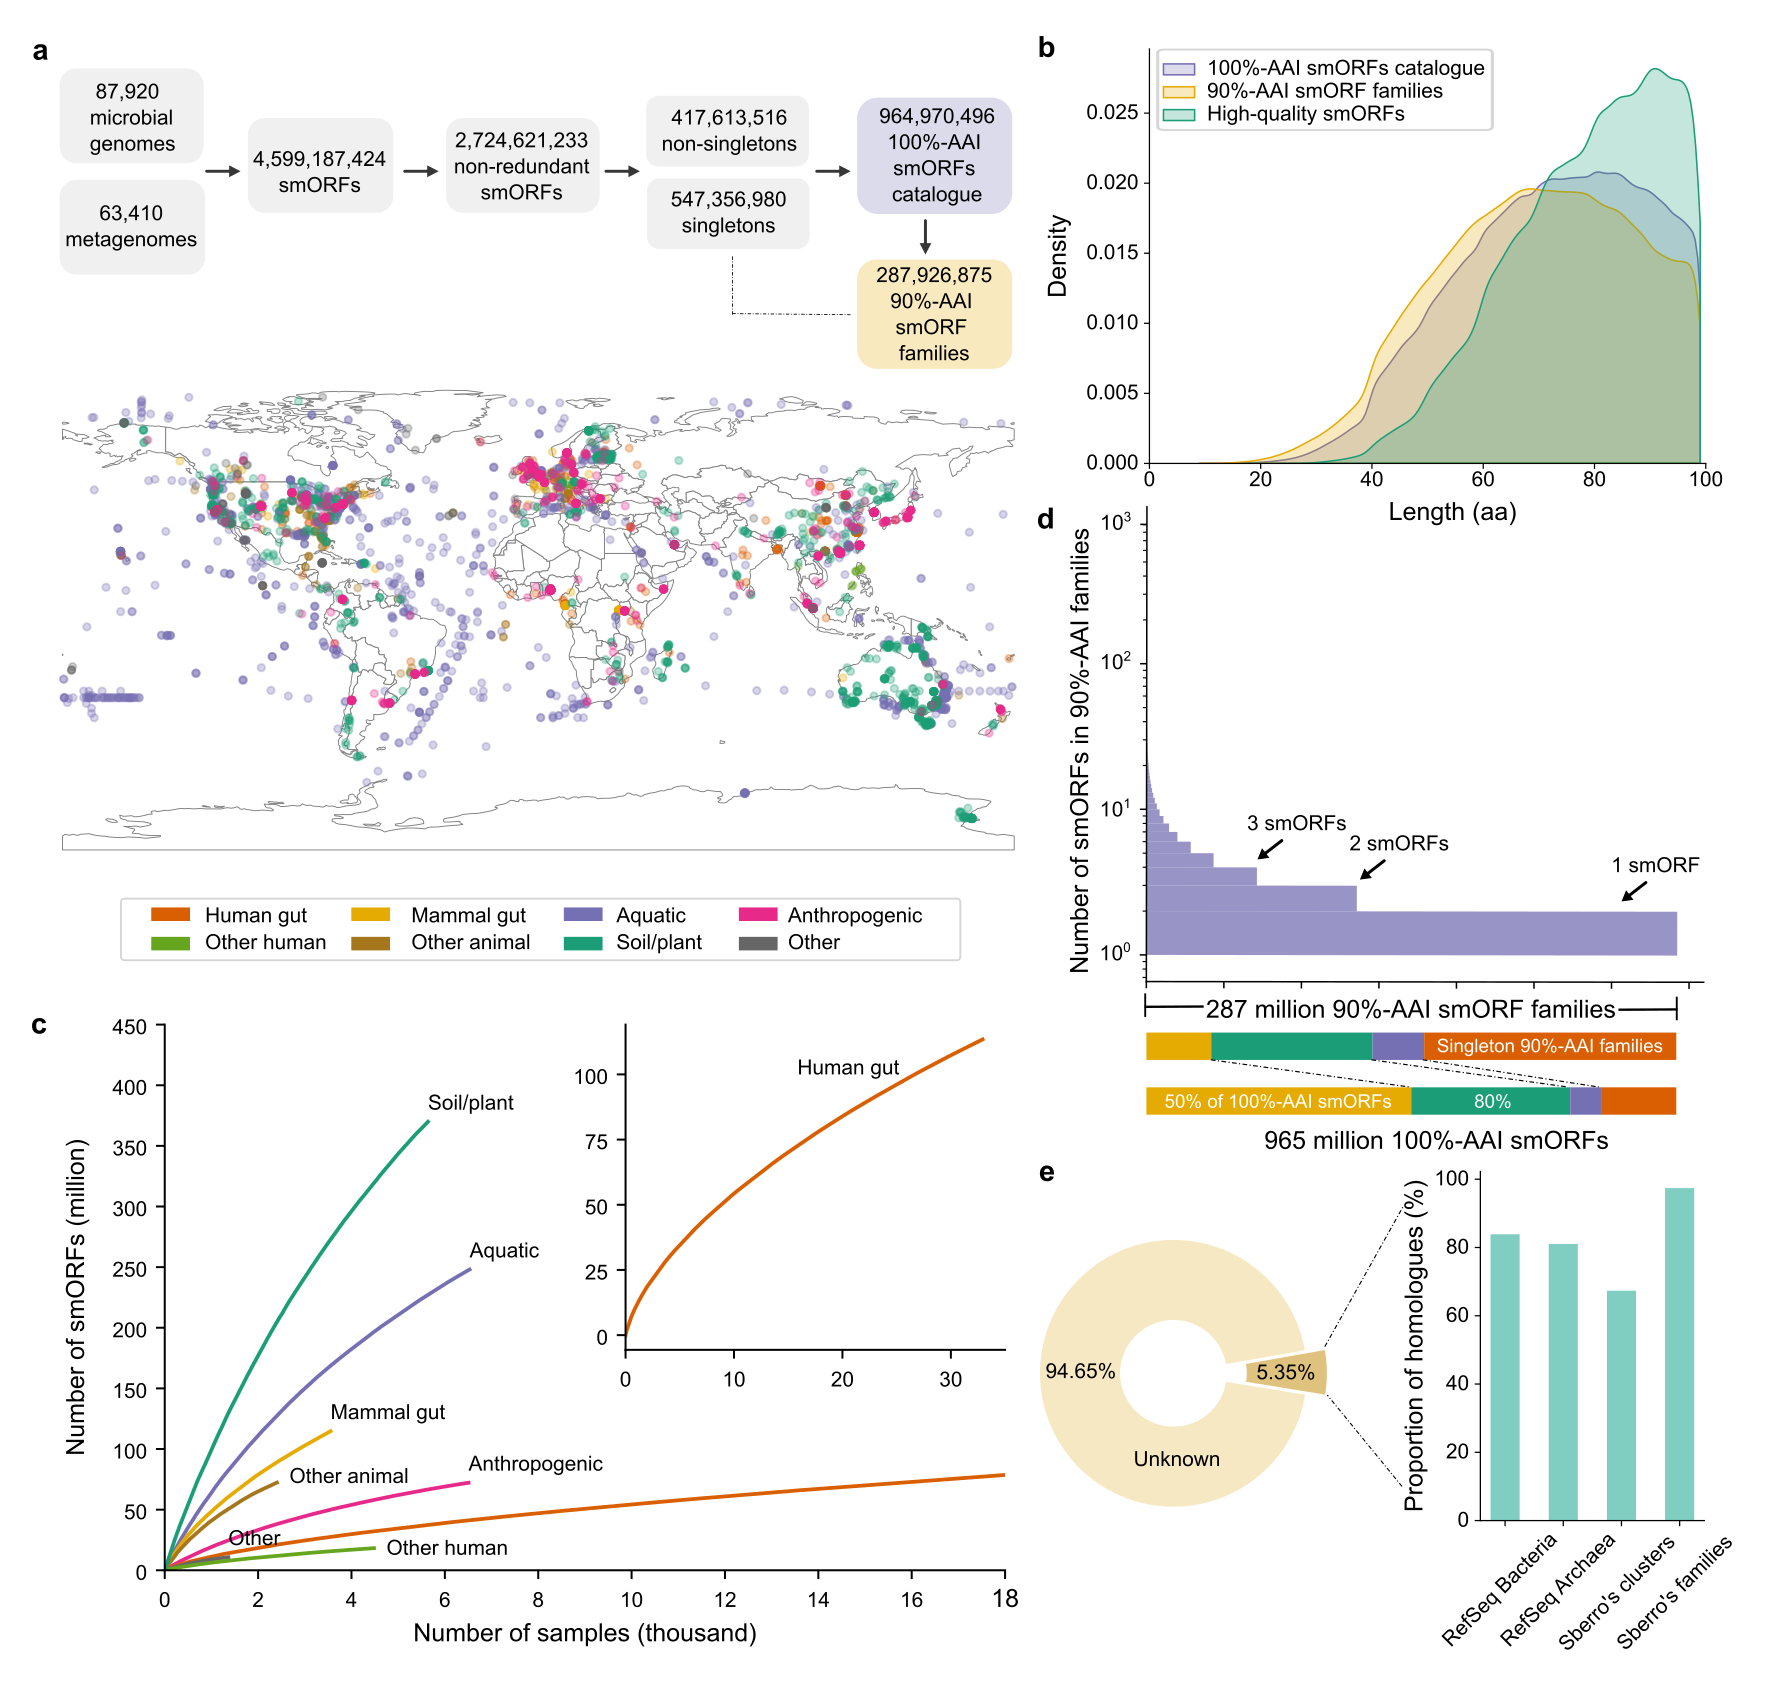 a
87,920
microbial
genomes
63,410
metagenomes
4,599,187,424
smORFs
2,724,621,233
non-redundant
smORFs
417,613,516
non-singletons
547,356,980
singletons
964,970,496
100%-AAI
smORFs
catalogue
287,926,875
90%-AAI
smORF
families
Human gut
Mammal gut
Aquatic
Anthropogenic
Other human
Other animal
Soil/plant
Other
b
100%-AAI smORFs catalogue
90%-AAI smORF families
High-quality smORFs
Density
0.025
0.020
0.015
0.010
0.005
0.000
0
20
40
60
80
100
Length (aa)
c
Number of smORFs (million)
450
400
350
300
250
200
150
100
50
0
Soil/plant
Aquatic
Mammal gut
Other animal
Anthropogenic
Other
Other human
0
2
4
6
8
10
12
14
16
18
Number of samples (thousand)
Human gut
100
75
50
25
0
0
10
20
30
d
Number of smORFs in 90%-AAI families
10³
10²
10¹
10⁰
3 smORFs
2 smORFs
1 smORF
287 million 90%-AAI smORF families
Singleton 90%-AAI families
50% of 100%-AAI smORFs
80%
965 million 100%-AAI smORFs
e
94.65%
5.35%
Unknown
Proportion of homologues (%)
100
80
60
40
20
0
RefSeq Bacteria
RefSeq Archaea
Sberro's clusters
Sberro's families